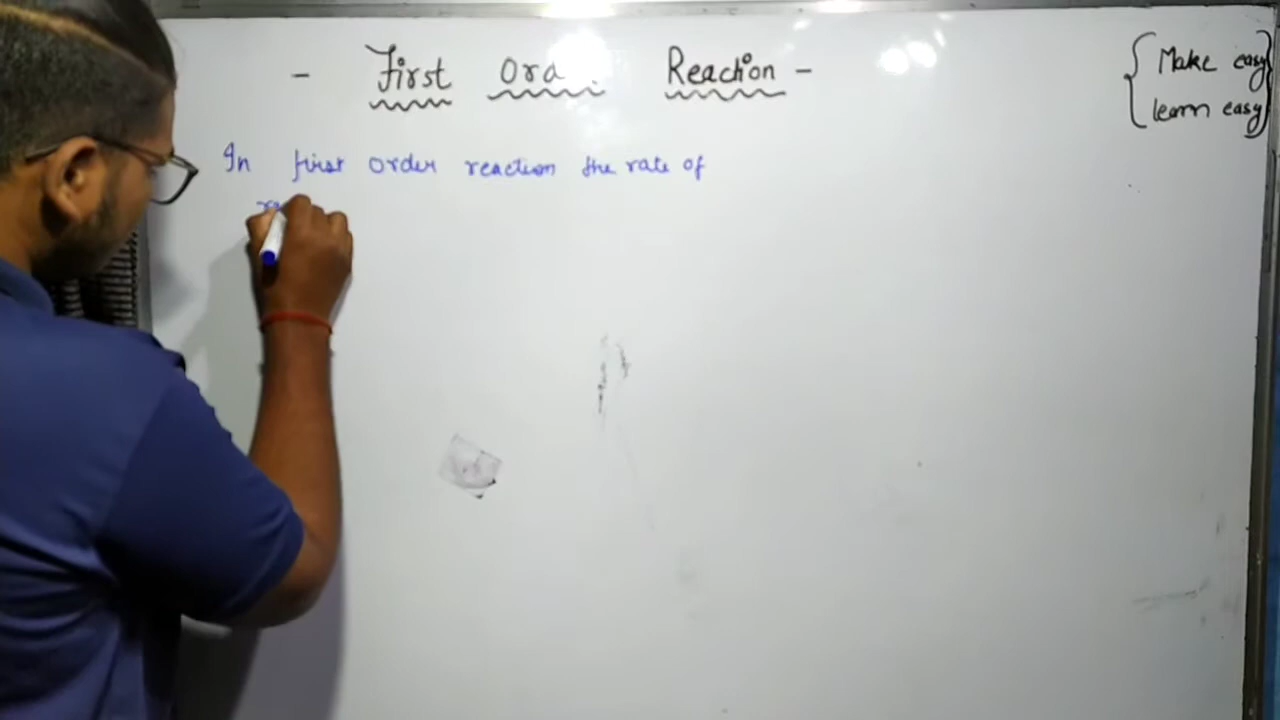 - First Ord Reaction -
{ Make easy }
{ learn easy }
In first order reaction the rate of